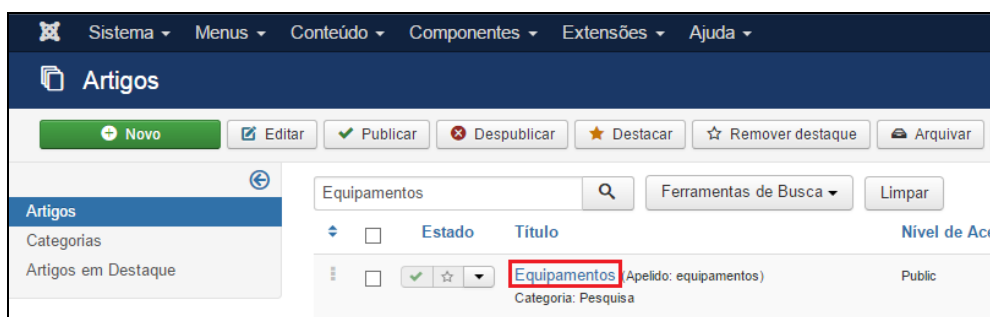 Sistema Menus Conteúdo Componentes Extensões Ajuda
Artigos
Novo Editar Publicar Despublicar Destacar Remover destaque Arquivar
Equipamentos Ferramentas de Busca Limpar
Artigos
Categorias
Artigos em Destaque
Estado Título Nível de Ace
Equipamentos (Apelido: equipamentos) Public
Categoria: Pesquisa